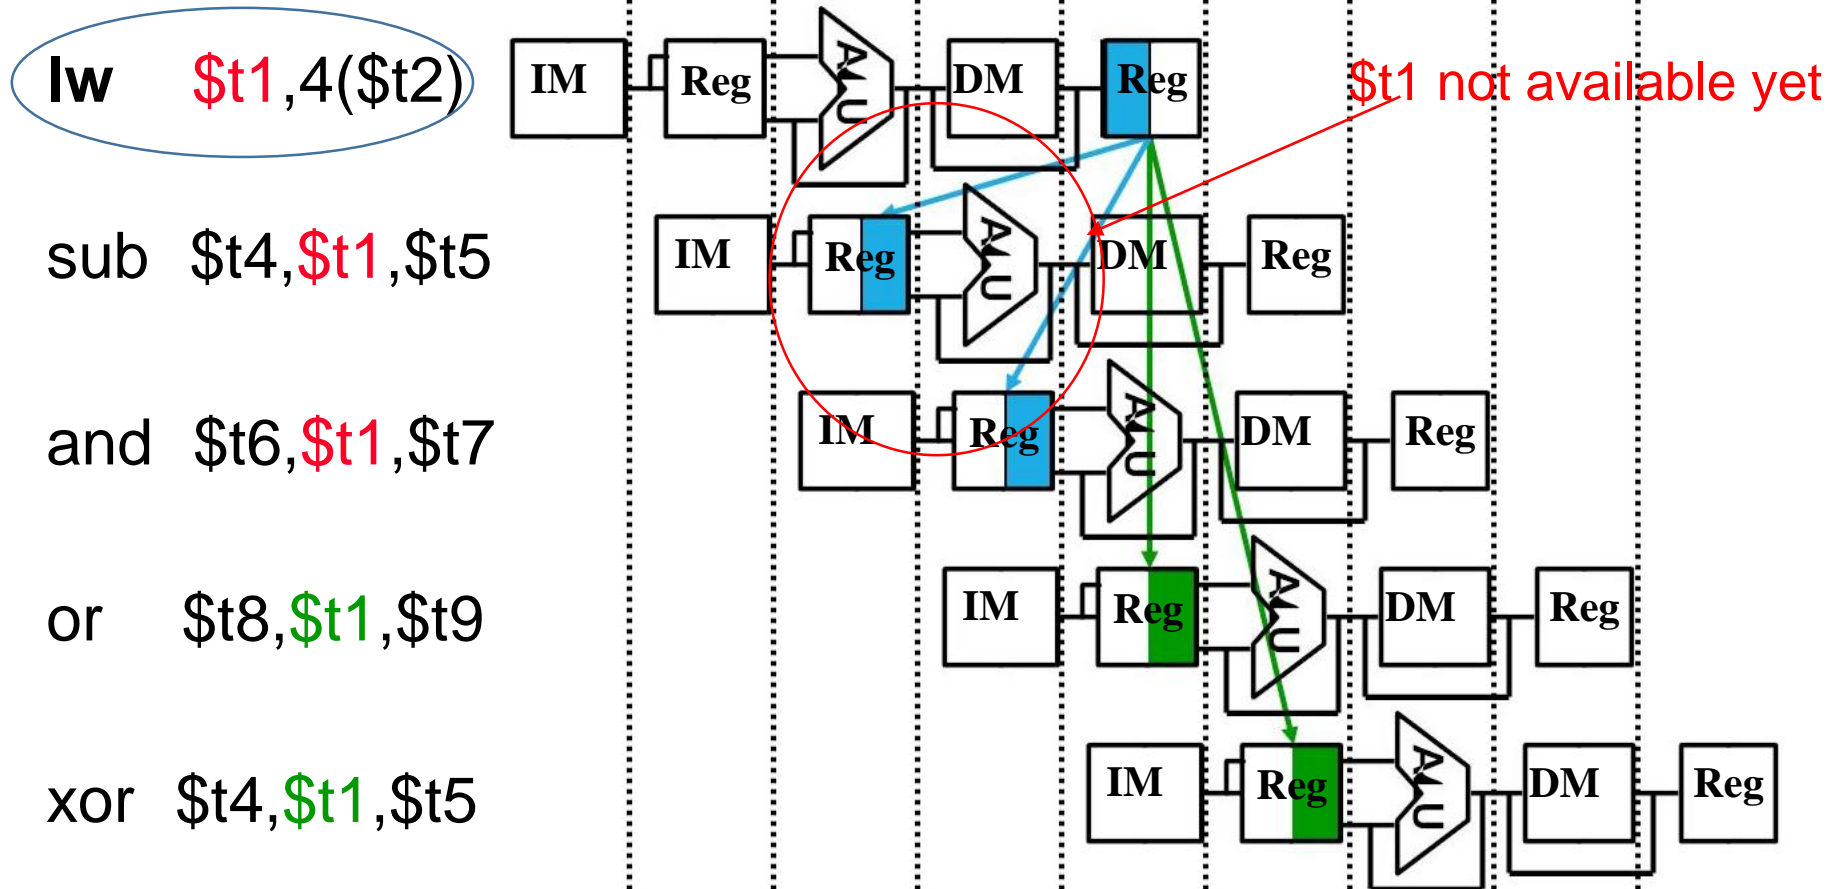 lw $t1,4($t2) IM Reg ALU DM Reg $t1 not available yet
sub $t4,$t1,$t5 IM Reg ALU DM Reg
and $t6,$t1,$t7 IM Reg ALU DM Reg
or $t8,$t1,$t9 IM Reg ALU DM Reg
xor $t4,$t1,$t5 IM Reg ALU DM Reg